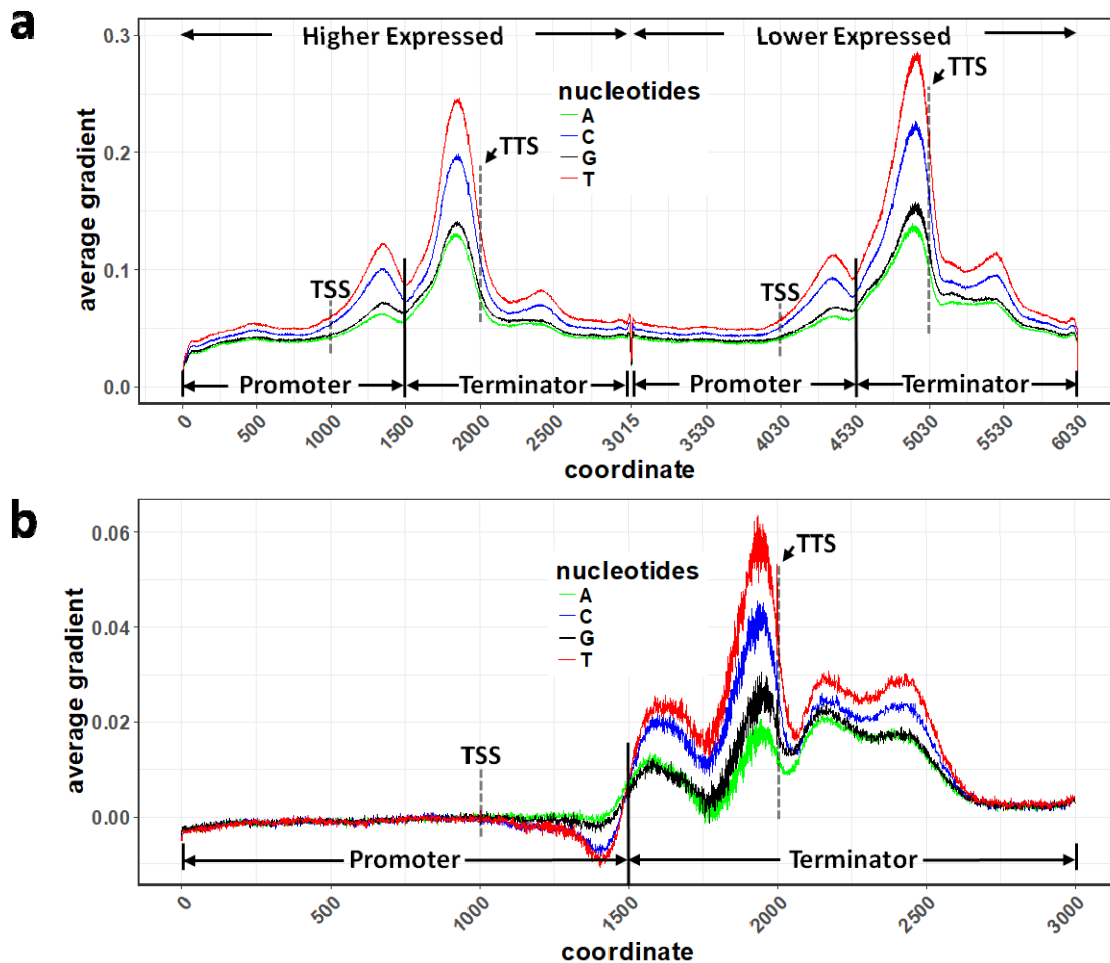 a
Higher Expressed Lower Expressed
0.3
0.2
0.1
0.0
average gradient
nucleotides
A
C
G
T
TSS
TTS
TSS
TTS
Promoter Terminator Promoter Terminator
0 500 1000 1500 2000 2500 3015 3530 4030 4530 5030 5530 6030
coordinate
b
0.06
0.04
0.02
0.00
average gradient
nucleotides
A
C
G
T
TSS
TTS
Promoter Terminator
0 500 1000 1500 2000 2500 3000
coordinate